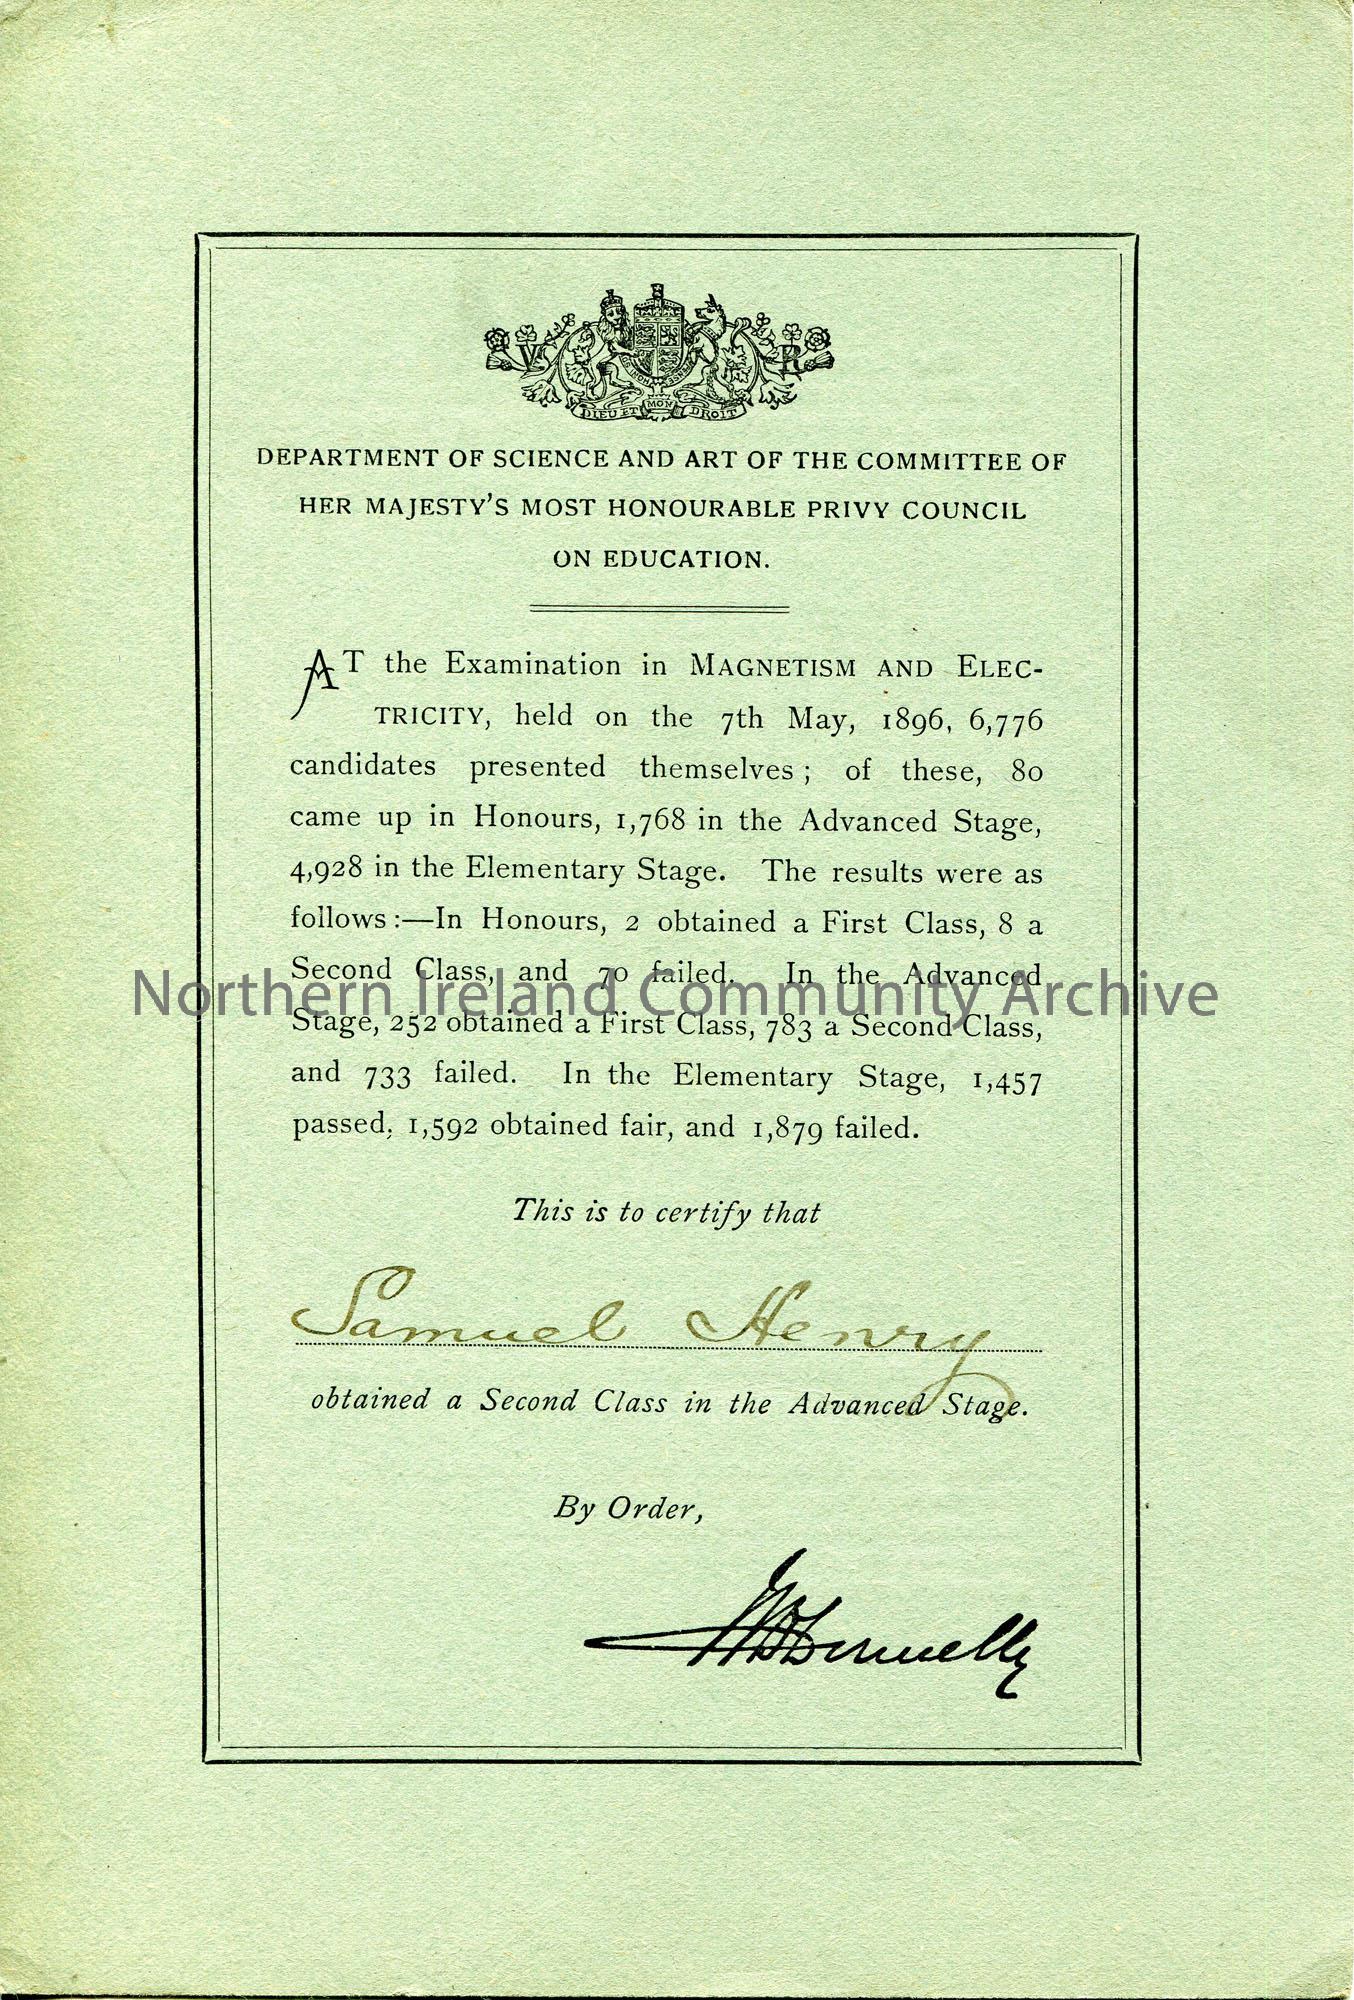 V R
HONI SOIT
DIEU ET MON DROIT
DEPARTMENT OF SCIENCE AND ART OF THE COMMITTEE OF
HER MAJESTY'S MOST HONOURABLE PRIVY COUNCIL
ON EDUCATION.
AT the Examination in MAGNETISM AND ELEC-
TRICITY, held on the 7th May, 1896, 6,776
candidates presented themselves; of these, 80
came up in Honours, 1,768 in the Advanced Stage,
4,928 in the Elementary Stage. The results were as
follows:—In Honours, 2 obtained a First Class, 8 a
Second Class, and 70 failed. In the Advanced
Northern Ireland Community Archive
Stage, 252 obtained a First Class, 783 a Second Class,
and 733 failed. In the Elementary Stage, 1,457
passed, 1,592 obtained fair, and 1,879 failed.
This is to certify that
Samuel Henry
obtained a Second Class in the Advanced Stage.
By Order,
Donnelly